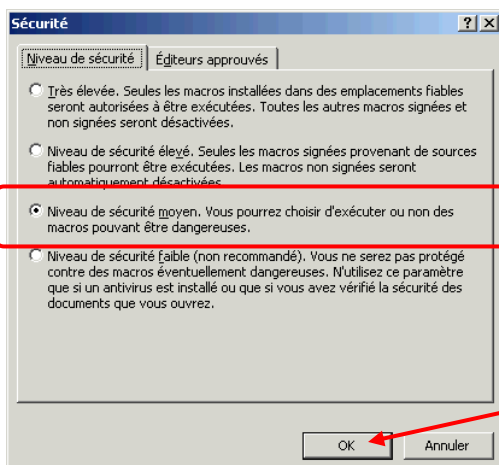 Sécurité
Niveau de sécurité
Éditeurs approuvés
Très élevée. Seules les macros installées dans des emplacements fiables
seront autorisées à être exécutées. Toutes les autres macros signées et
non signées seront désactivées.
Niveau de sécurité élevé. Seules les macros signées provenant de sources
fiables pourront être exécutées. Les macros non signées seront
automatiquement désactivées.
Niveau de sécurité moyen. Vous pourrez choisir d'exécuter ou non des
macros pouvant être dangereuses.
Niveau de sécurité faible (non recommandé). Vous ne serez pas protégé
contre des macros éventuellement dangereuses. N'utilisez ce paramètre
que si un antivirus est installé ou que si vous avez vérifié la sécurité des
documents que vous ouvrez.
OK
Annuler